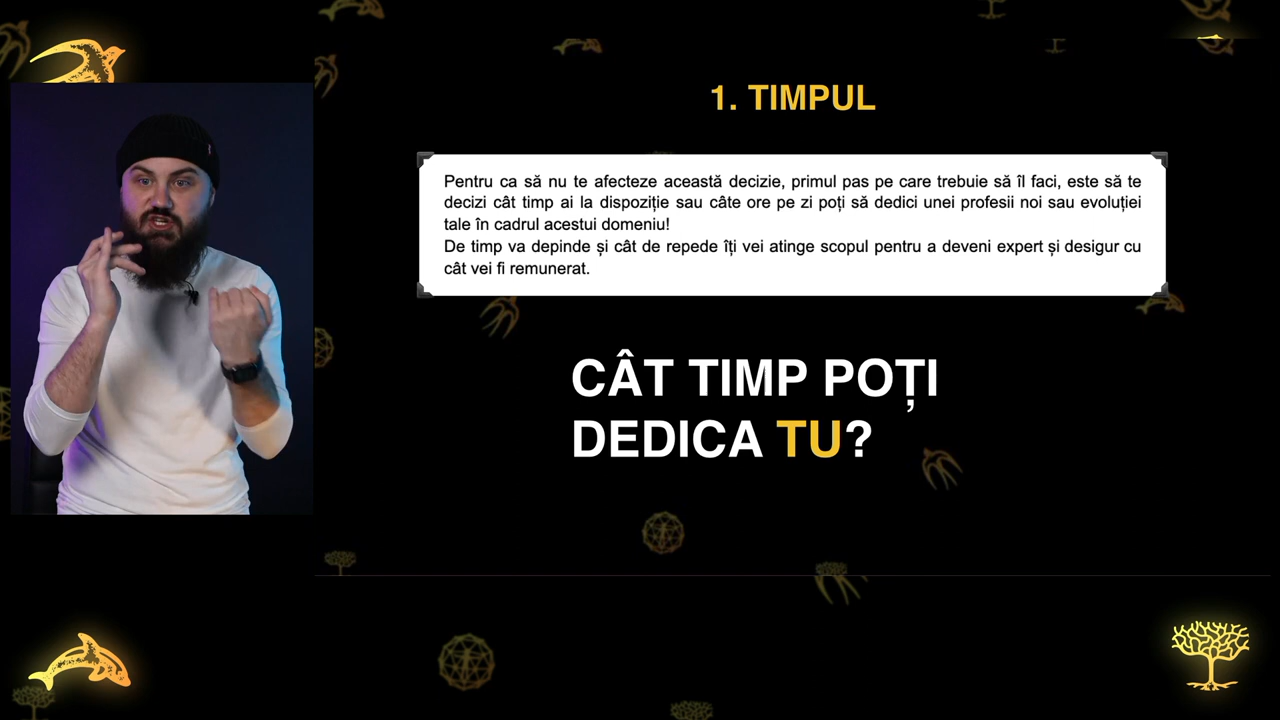 1. TIMPUL
Pentru ca să nu te afecteze această decizie, primul pas pe care trebuie să îl faci, este să te
decizi cât timp ai la dispoziție sau câte ore pe zi poți să dedici unei profesii noi sau evoluției
tale în cadrul acestui domeniu!
De timp va depinde și cât de repede îți vei atinge scopul pentru a deveni expert și desigur cu
cât vei fi remunerat.
CÂT TIMP POȚI
DEDICA TU?